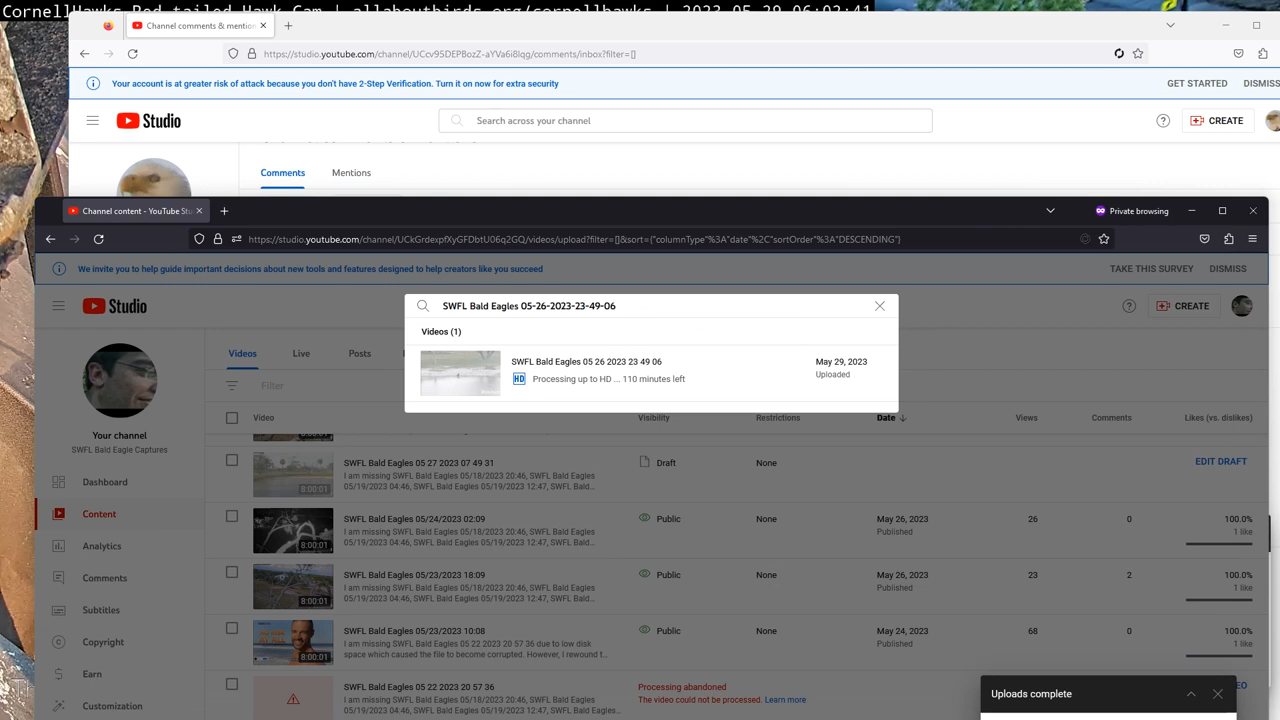 CornellHawks Red-tailed Hawk Cam | allaboutbirds.org/cornellhawks | 2023-05-29 06:02:41
Channel comments & mention
https://studio.youtube.com/channel/UCcv95DEPBozZ-aYVa6i8lqg/comments/inbox?filter=[]
Your account is at greater risk of attack because you don't have 2-Step Verification. Turn it on now for extra security
GET STARTED
DISMISS
Studio
Search across your channel
CREATE
Comments
Mentions
Channel content - YouTube Stu
Private browsing
https://studio.youtube.com/channel/UCkGrdexpfXyGFDbtU06q2GQ/videos/upload?filter=[]&sort={"columnType"%3A"date"%2C"sortOrder"%3A"DESCENDING"}
We invite you to help guide important decisions about new tools and features designed to help creators like you succeed
TAKE THIS SURVEY
DISMISS
Studio
SWFL Bald Eagles 05-26-2023-23-49-06
CREATE
Videos (1)
SWFL Bald Eagles 05 26 2023 23 49 06
May 29, 2023
HD Processing up to HD ... 110 minutes left
Uploaded
Videos
Live
Posts
Filter
Video
Visibility
Restrictions
Date
Views
Comments
Likes (vs. dislikes)
Your channel
SWFL Bald Eagle Captures
Dashboard
Content
Analytics
Comments
Subtitles
Copyright
Earn
Customization
8:00:01
SWFL Bald Eagles 05 27 2023 07 49 31
I am missing SWFL Bald Eagles 05/18/2023 20:46, SWFL Bald Eagles
05/19/2023 04:46, SWFL Bald Eagles 05/19/2023 12:47, SWFL Bald...
Draft
None
EDIT DRAFT
8:00:01
SWFL Bald Eagles 05/24/2023 02:09
I am missing SWFL Bald Eagles 05/18/2023 20:46, SWFL Bald Eagles
05/19/2023 04:46, SWFL Bald Eagles 05/19/2023 12:47, SWFL Bald...
Public
None
May 26, 2023
Published
26
0
100.0%
1 like
8:00:01
SWFL Bald Eagles 05/23/2023 18:09
I am missing SWFL Bald Eagles 05/18/2023 20:46, SWFL Bald Eagles
05/19/2023 04:46, SWFL Bald Eagles 05/19/2023 12:47, SWFL Bald...
Public
None
May 26, 2023
Published
23
2
100.0%
1 like
8:00:01
SWFL Bald Eagles 05/23/2023 10:08
I am missing SWFL Bald Eagles 05 22 2023 20 57 36 due to low disk
space which caused the file to become corrupted. However, I rewound t...
Public
None
May 24, 2023
Published
68
0
100.0%
1 like
SWFL Bald Eagles 05 22 2023 20 57 36
I am missing SWFL Bald Eagles 05/18/2023 20:46, SWFL Bald Eagles
05/19/2023 04:46, SWFL Bald Eagles 05/19/2023 12:47, SWFL Bald Eagles...
Processing abandoned
The video could not be processed. Learn more
Uploads complete